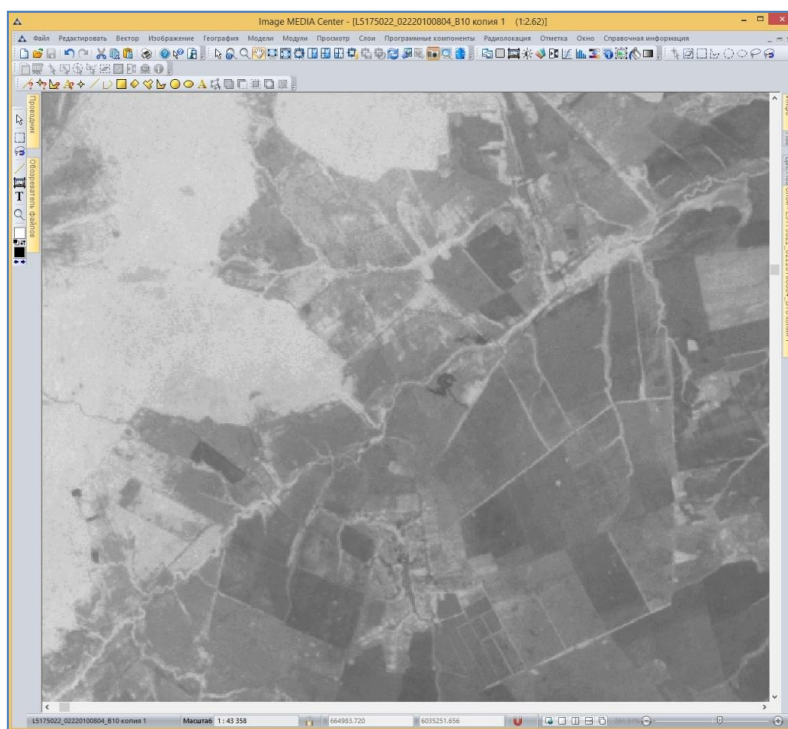 Image MEDIA Center - [L5175022_02220100804_B10 копия 1 (1:2.62)]
Файл Редактировать Вектор Изображение География Модели Модули Просмотр Слои Программные компоненты Радиолокация Отметка Окно Справочная информация
Проводник
Обозреватель файлов
T
L5175022_02220100804_B10 копия 1 Масштаб 1 : 43 358 664983.720 6035251.656